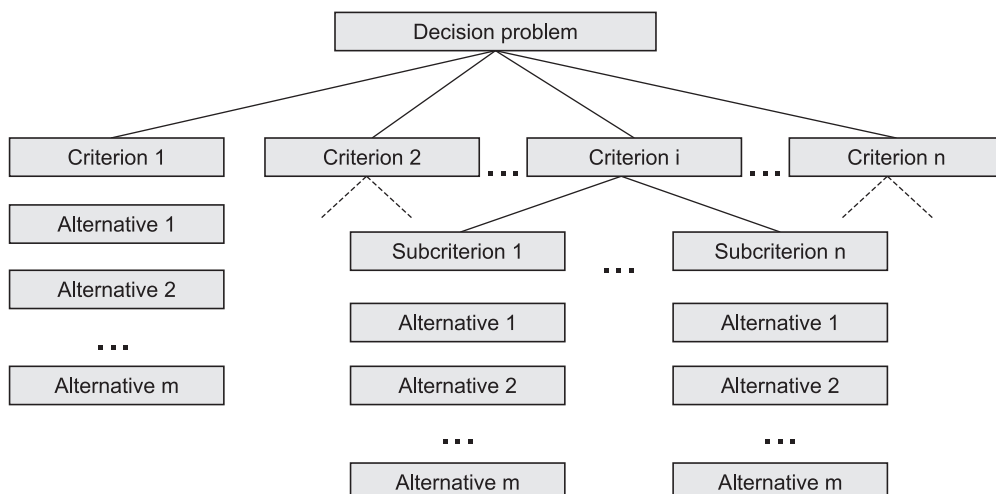 Decision problem
Criterion 1
Criterion 2
...
Criterion i
...
Criterion n
Alternative 1
Subcriterion 1
...
Subcriterion n
Alternative 2
Alternative 1
Alternative 1
...
Alternative m
Alternative 2
Alternative 2
...
...
Alternative m
Alternative m